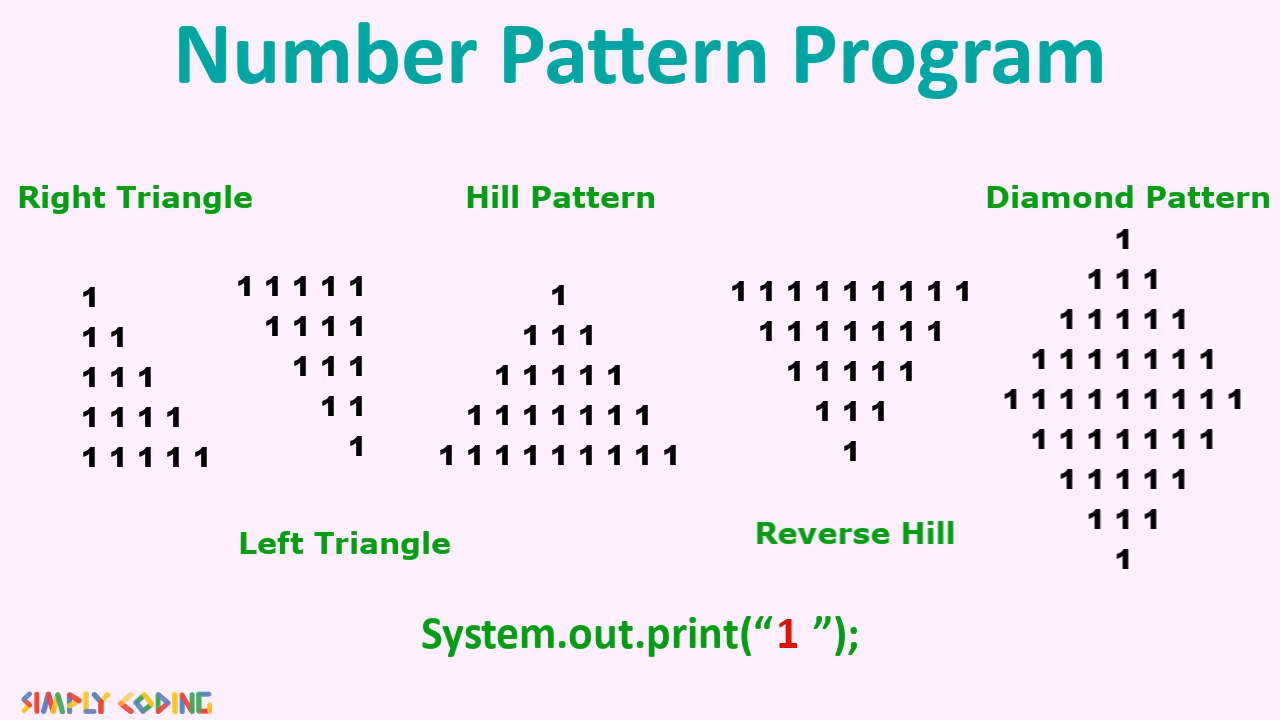 Number Pattern Program
Right Triangle
1
1 1
1 1 1
1 1 1 1
1 1 1 1 1
1 1 1 1 1
1 1 1 1
1 1 1
1 1
1
Left Triangle
Hill Pattern
1
1 1 1
1 1 1 1 1
1 1 1 1 1 1 1
1 1 1 1 1 1 1 1 1
1 1 1 1 1 1 1 1 1
1 1 1 1 1 1 1
1 1 1 1 1
1 1 1
1
Reverse Hill
Diamond Pattern
1
1 1 1
1 1 1 1 1
1 1 1 1 1 1 1
1 1 1 1 1 1 1 1 1
1 1 1 1 1 1 1
1 1 1 1 1
1 1 1
1
System.out.print(“1 ”);
SIMPLY CODING